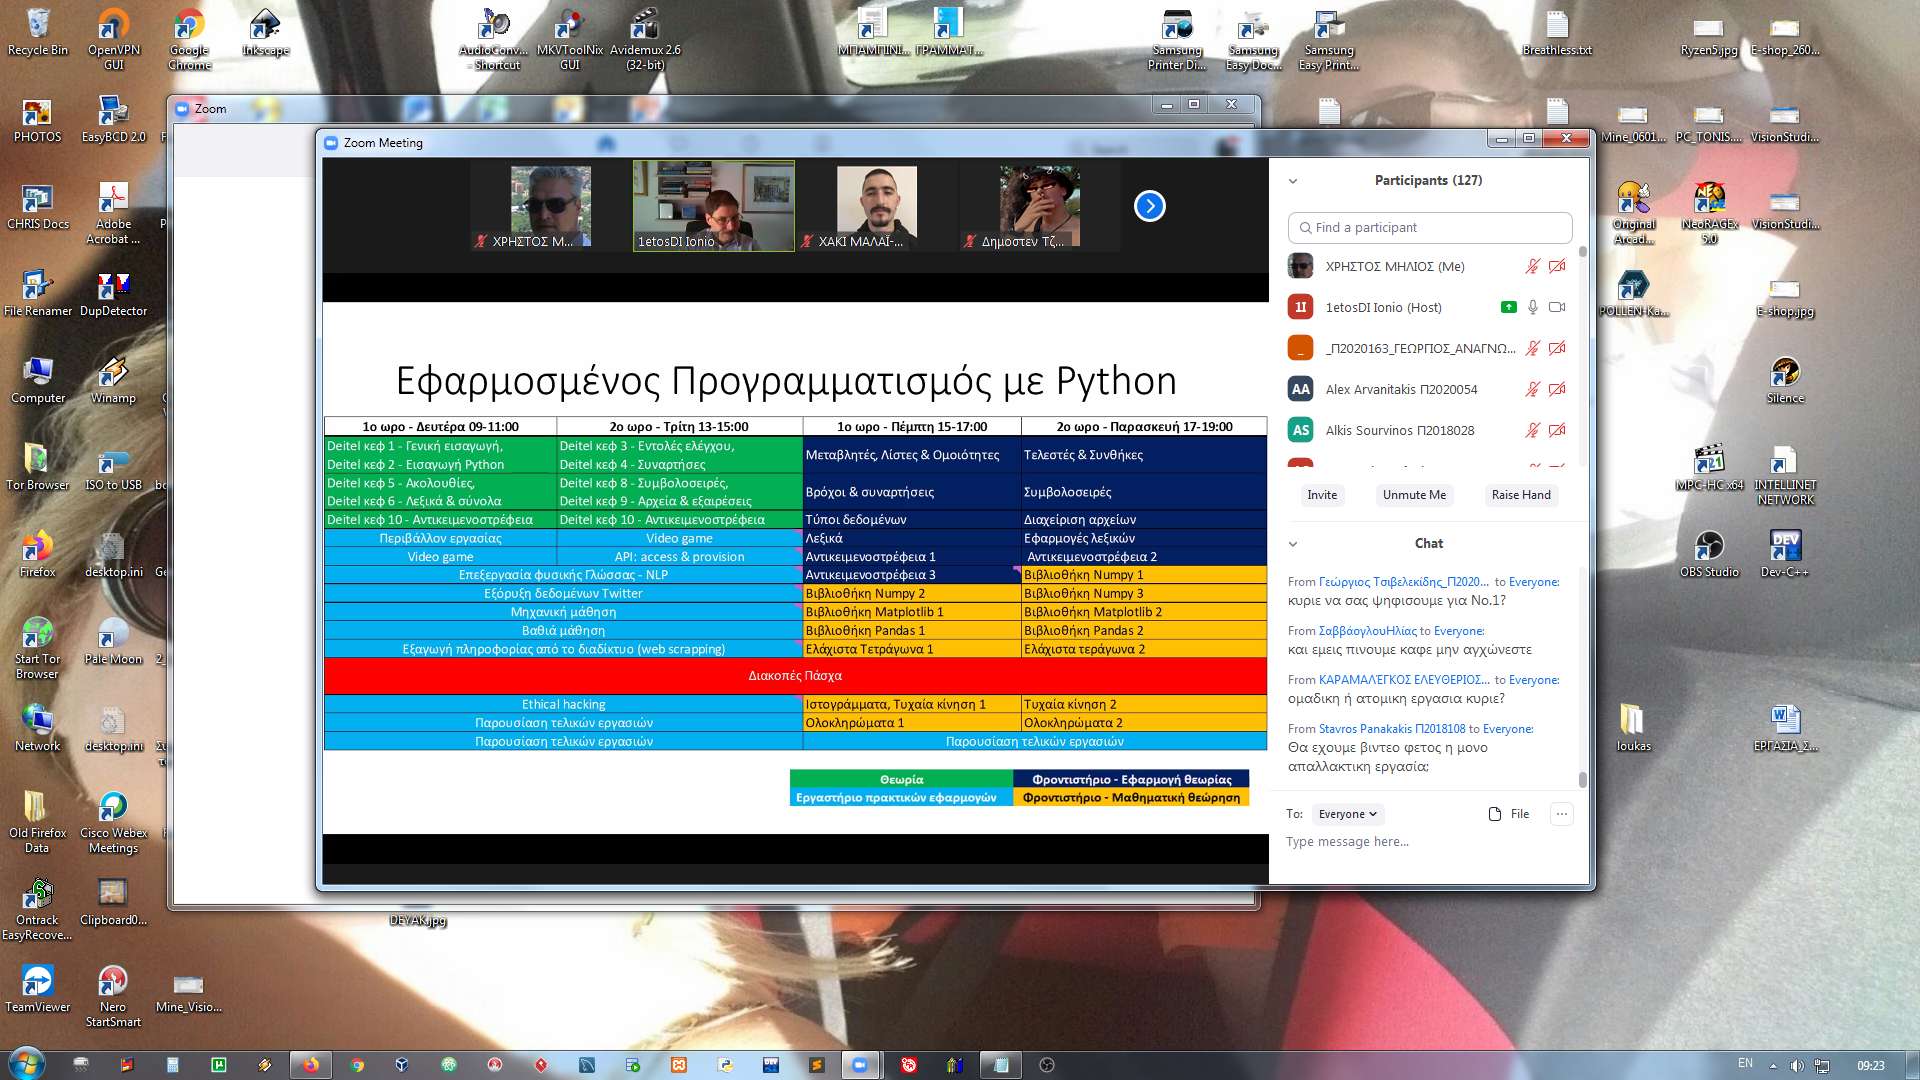 Recycle Bin
OpenVPN GUI
Google Chrome
Inkscape
AudioConv... - Shortcut
MKVToolNix GUI
Avidemux 2.6 (32-bit)
ΜΠΑΜΠΙΝΙ...
ΓΡΑΜΜΑΤ...
Samsung Printer Di...
Samsung Easy Doc...
Samsung Easy Print...
Breathless.txt
Ryzen5.jpg
E-shop_260...
PHOTOS
EasyBCD 2.0
Zoom
Zoom Meeting
Mine_0601...
PC_TONIS....
VisionStudi...
CHRIS Docs
Adobe Acrobat ...
Original Arcad...
NeoRAGEx 5.0
VisionStudi...
File Renamer
DupDetector
POLLEN-Ka...
E-shop.jpg
Computer
Winamp
Silence
Tor Browser
ISO to USB
MPC-HC x64
INTELLINET NETWORK
Firefox
desktop.ini
OBS Studio
Dev-C++
Start Tor Browser
Pale Moon
Network
desktop.ini
loukas
ΕΡΓΑΣΙΑ_Σ...
Old Firefox Data
Cisco Webex Meetings
Ontrack EasyRecove...
Clipboard0...
DEYAK.jpg
TeamViewer
Nero StartSmart
Mine_Visio...
ΧΡΗΣΤΟΣ Μ...
1etosDI Ionio
ΧΑΚΙ ΜΑΛΑΪ-...
Δημοστεν Τζ...
Εφαρμοσμένος Προγραμματισμός με Python
1ο ωρο - Δευτέρα 09-11:00
2ο ωρο - Τρίτη 13-15:00
1ο ωρο - Πέμπτη 15-17:00
2ο ωρο - Παρασκευή 17-19:00
Deitel κεφ 1 - Γενική εισαγωγή,
Deitel κεφ 2 - Εισαγωγή Python
Deitel κεφ 3 - Εντολές ελέγχου,
Deitel κεφ 4 - Συναρτήσες
Μεταβλητές, Λίστες & Ομοιότητες
Τελεστές & Συνθήκες
Deitel κεφ 5 - Ακολουθίες,
Deitel κεφ 6 - Λεξικά & σύνολα
Deitel κεφ 8 - Συμβολοσειρές,
Deitel κεφ 9 - Αρχεία & εξαιρέσεις
Βρόχοι & συναρτήσεις
Συμβολοσειρές
Deitel κεφ 10 - Αντικειμενοστρέφεια
Deitel κεφ 10 - Αντικειμενοστρέφεια
Τύποι δεδομένων
Διαχείριση αρχείων
Περιβάλλον εργασίας
Video game
Λεξικά
Εφαρμογές λεξικών
Video game
API: access & provision
Αντικειμενοστρέφεια 1
Αντικειμενοστρέφεια 2
Επεξεργασία φυσικής Γλώσσας - NLP
Αντικειμενοστρέφεια 3
Βιβλιοθήκη Numpy 1
Εξόρυξη δεδομένων Twitter
Βιβλιοθήκη Numpy 2
Βιβλιοθήκη Numpy 3
Μηχανική μάθηση
Βιβλιοθήκη Matplotlib 1
Βιβλιοθήκη Matplotlib 2
Βαθιά μάθηση
Βιβλιοθήκη Pandas 1
Βιβλιοθήκη Pandas 2
Εξαγωγή πληροφορίας από το διαδίκτυο (web scrapping)
Ελάχιστα Τετράγωνα 1
Ελάχιστα τεράγωνα 2
Διακοπές Πάσχα
Ethical hacking
Ιστογράμματα, Τυχαία κίνηση 1
Τυχαία κίνηση 2
Παρουσίαση τελικών εργασιών
Ολοκληρώματα 1
Ολοκληρώματα 2
Παρουσίαση τελικών εργασιών
Παρουσίαση τελικών εργασιών
Θεωρία
Φροντιστήριο - Εφαρμογή θεωρίας
Εργαστήριο πρακτικών εφαρμογών
Φροντιστήριο - Μαθηματική θεώρηση
Participants (127)
Find a participant
ΧΡΗΣΤΟΣ ΜΗΛΙΟΣ (Me)
1I
1etosDI Ionio (Host)
_
_Π2020163_ΓΕΩΡΓΙΟΣ_ΑΝΑΓΝΩ...
AA
Alex Arvanitakis Π2020054
AS
Alkis Sourvinos Π2018028
Invite
Unmute Me
Raise Hand
Chat
From Γεώργιος Τσιβελεκίδης_Π2020... to Everyone:
κυριε να σας ψηφισουμε για Νο.1?
From ΣαββάογλουΗλίας to Everyone:
και εμεις πινουμε καφε μην αγχώνεστε
From ΚΑΡΑΜΑΛΈΓΚΟΣ ΕΛΕΥΘΕΡΙΟΣ... to Everyone:
ομαδικη ή ατομικη εργασια κυριε?
From Stavros Panakakis Π2018108 to Everyone:
Θα εχουμε βιντεο φετος η μονο
απαλλακτικη εργασία;
To:
Everyone
File
Type message here...
EN
09:23